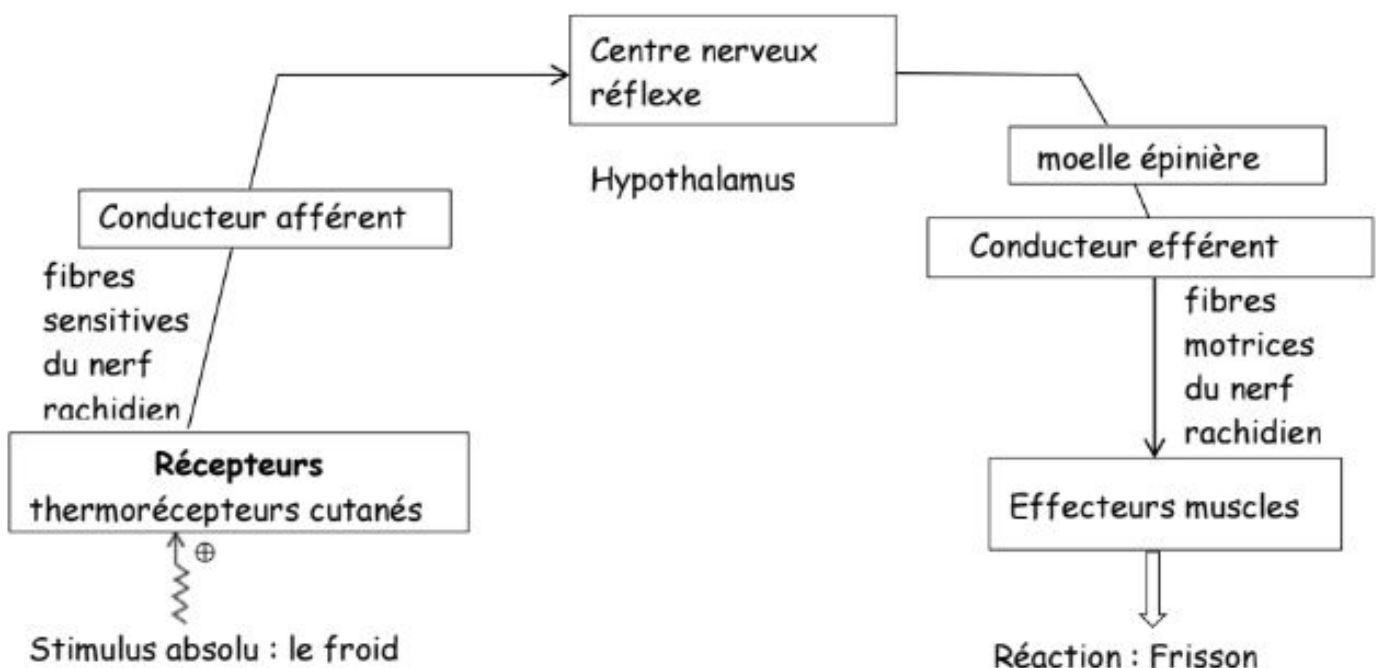 Centre nerveux
réflexe
Hypothalamus
moelle épinière
Conducteur afférent
Conducteur efférent
fibres
sensitives
du nerf
rachidien
fibres
motrices
du nerf
rachidien
Récepteurs
thermorécepteurs cutanés
Effecteurs muscles
⊕
Stimulus absolu : le froid
Réaction : Frisson